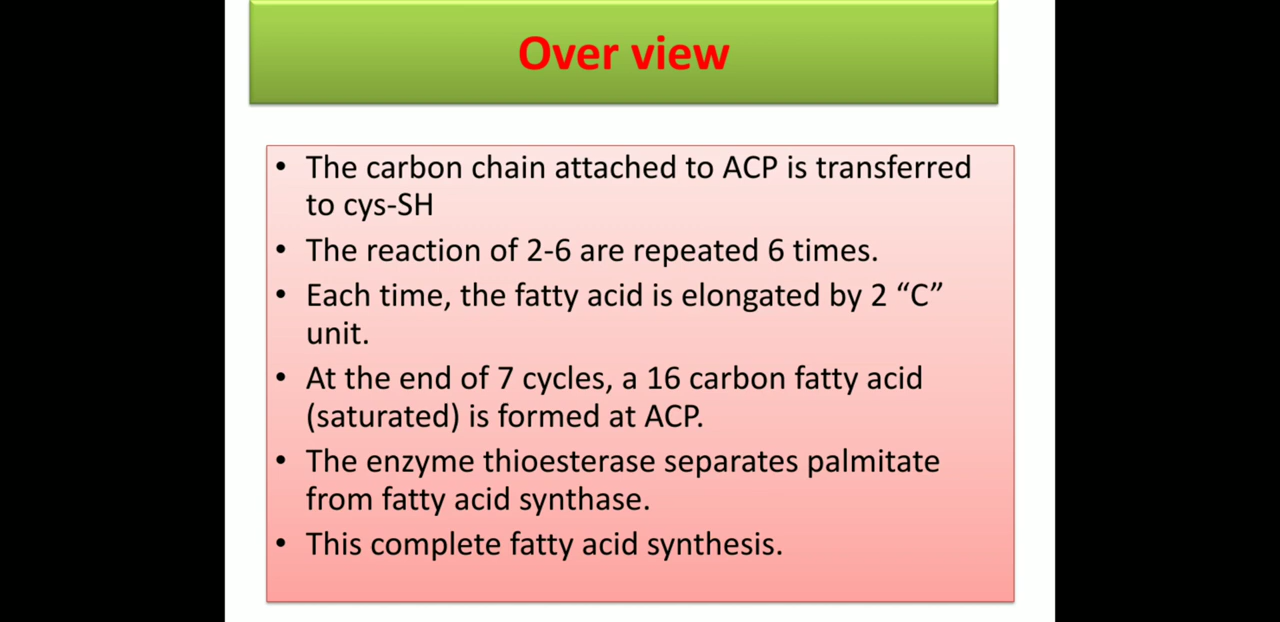 Over view
• The carbon chain attached to ACP is transferred
to cys-SH
• The reaction of 2-6 are repeated 6 times.
• Each time, the fatty acid is elongated by 2 “C”
unit.
• At the end of 7 cycles, a 16 carbon fatty acid
(saturated) is formed at ACP.
• The enzyme thioesterase separates palmitate
from fatty acid synthase.
• This complete fatty acid synthesis.